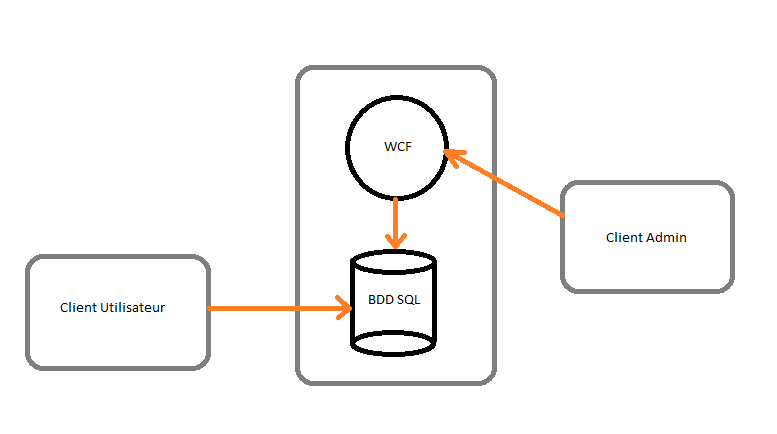 WCF
Client Admin
BDD SQL
Client Utilisateur